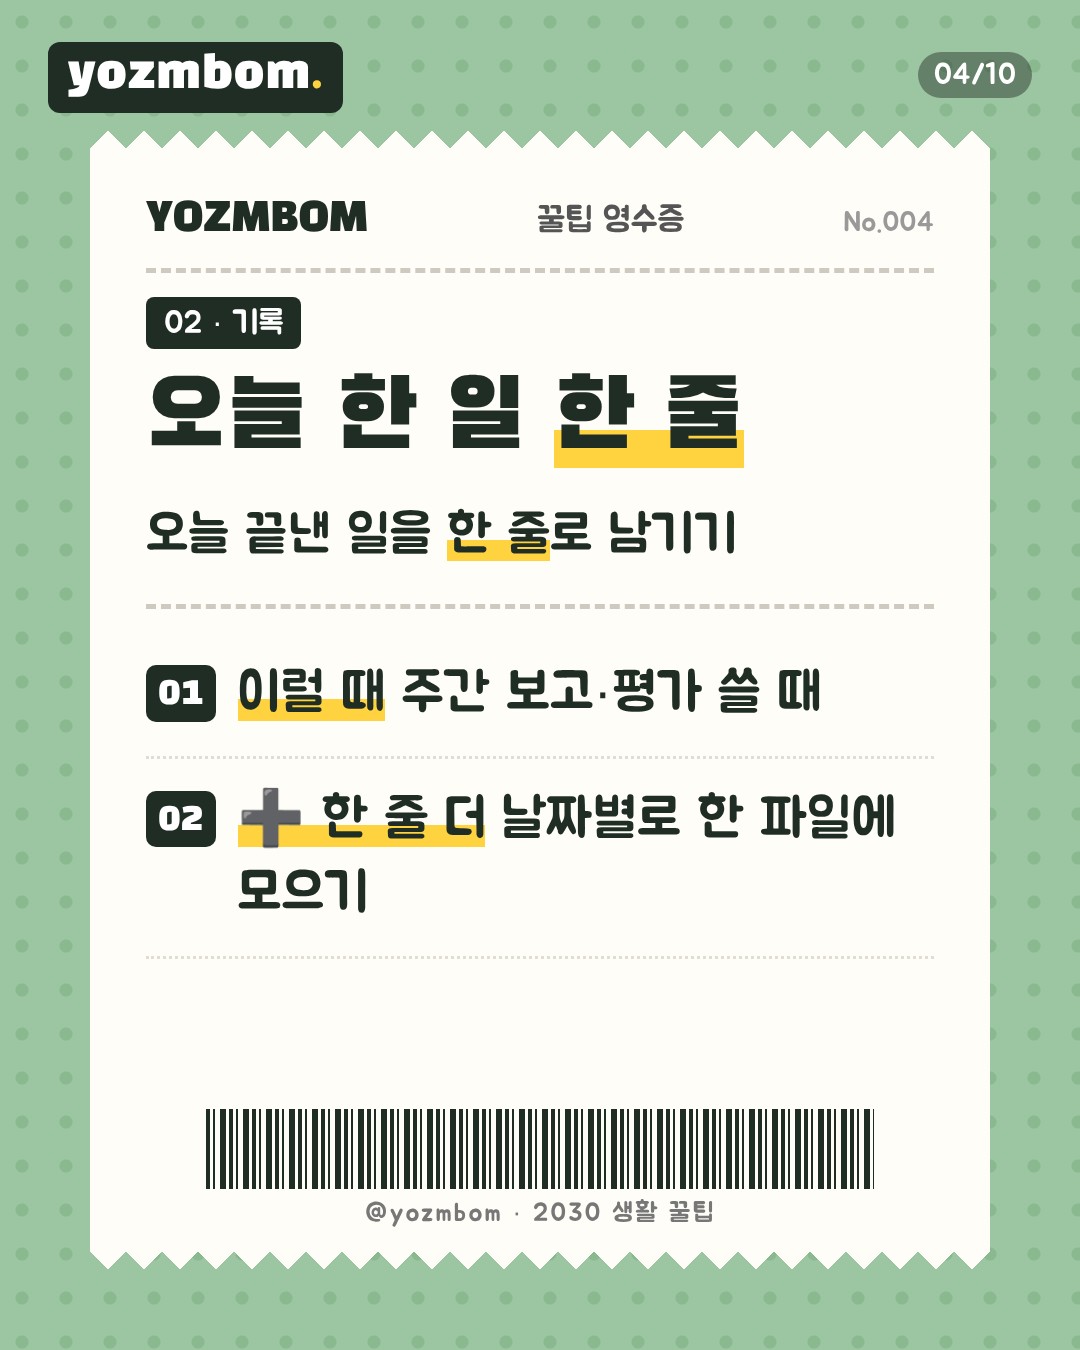 yozmbom.
04/10
YOZMBOM 꿀팁 영수증 No.004
02 · 기록
오늘 한 일 한 줄
오늘 끝낸 일을 한 줄로 남기기
01 이럴 때 주간 보고·평가 쓸 때
02 ➕ 한 줄 더 날짜별로 한 파일에
모으기
@yozmbom · 2030 생활 꿀팁